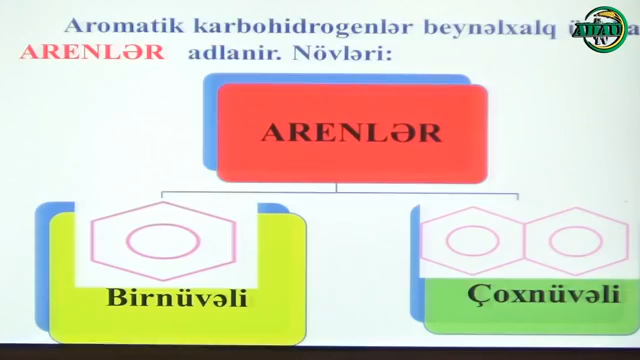 Aromatik karbohidrogenlər beynəlxalq
ARENLƏR adlanir. Növləri:
ARENLƏR
Birnüvəli
Çoxnüvəli